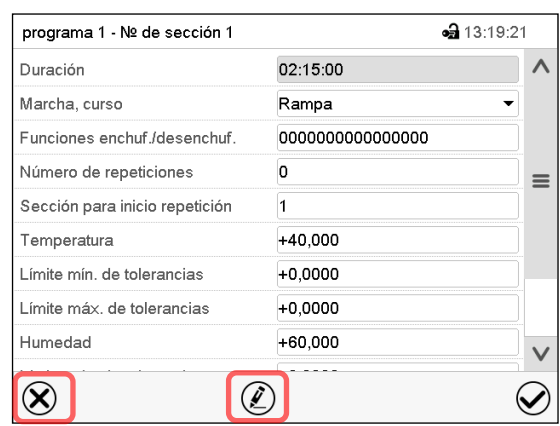 programa 1 - № de sección 1 13:19:21
Duración 02:15:00
Marcha, curso Rampa
Funciones enchuf./desenchuf. 0000000000000000
Número de repeticiones 0
Sección para inicio repetición 1
Temperatura +40,000
Límite mín. de tolerancias +0,0000
Límite máx. de tolerancias +0,0000
Humedad +60,000